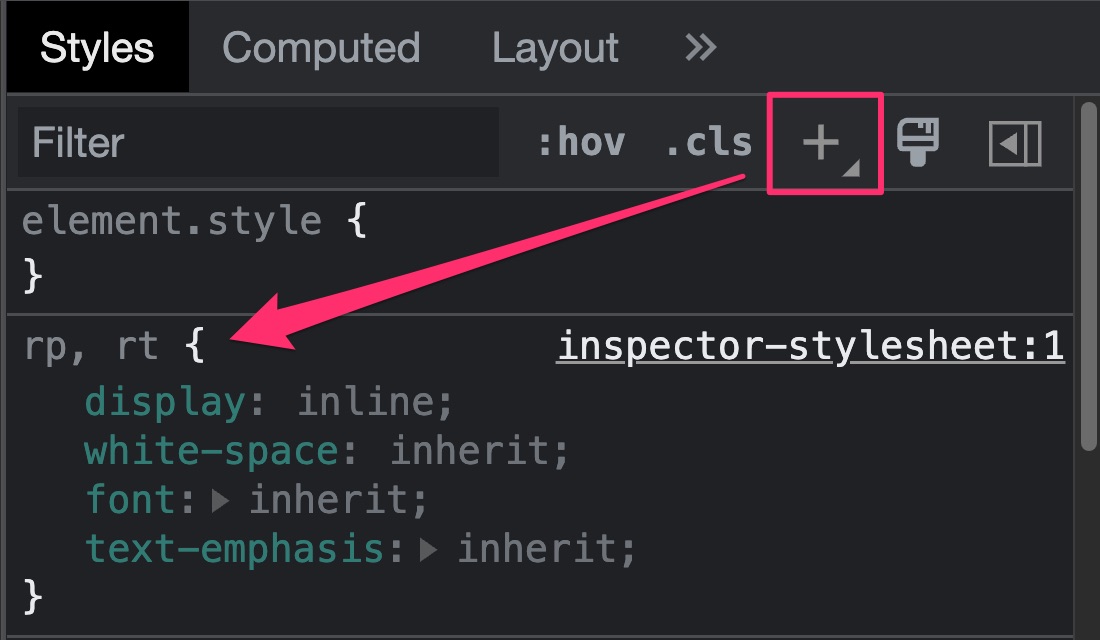 Styles Computed Layout »
Filter :hov .cls +
element.style {
}
rp, rt { inspector-stylesheet:1
display: inline;
white-space: inherit;
font: inherit;
text-emphasis: inherit;
}